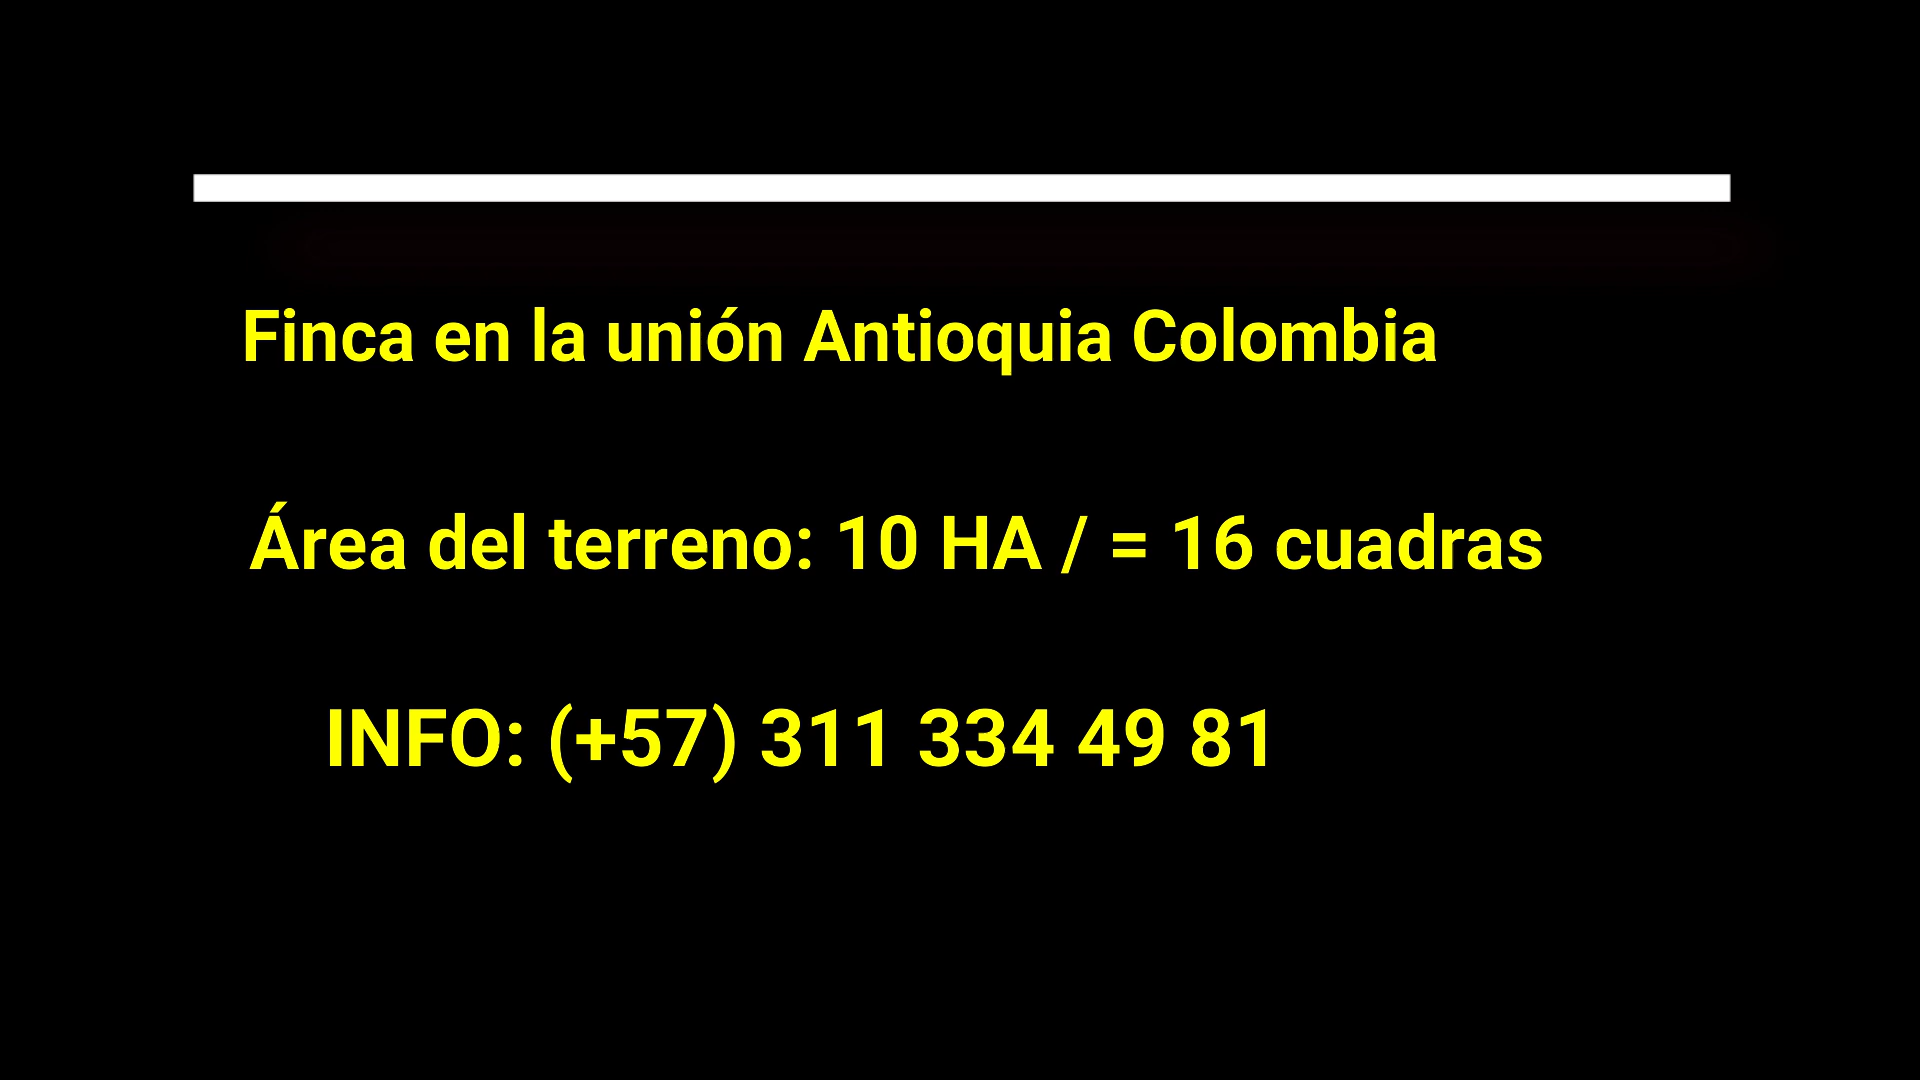 Finca en la unión Antioquia Colombia
Área del terreno: 10 HA / = 16 cuadras
INFO: (+57) 311 334 49 81